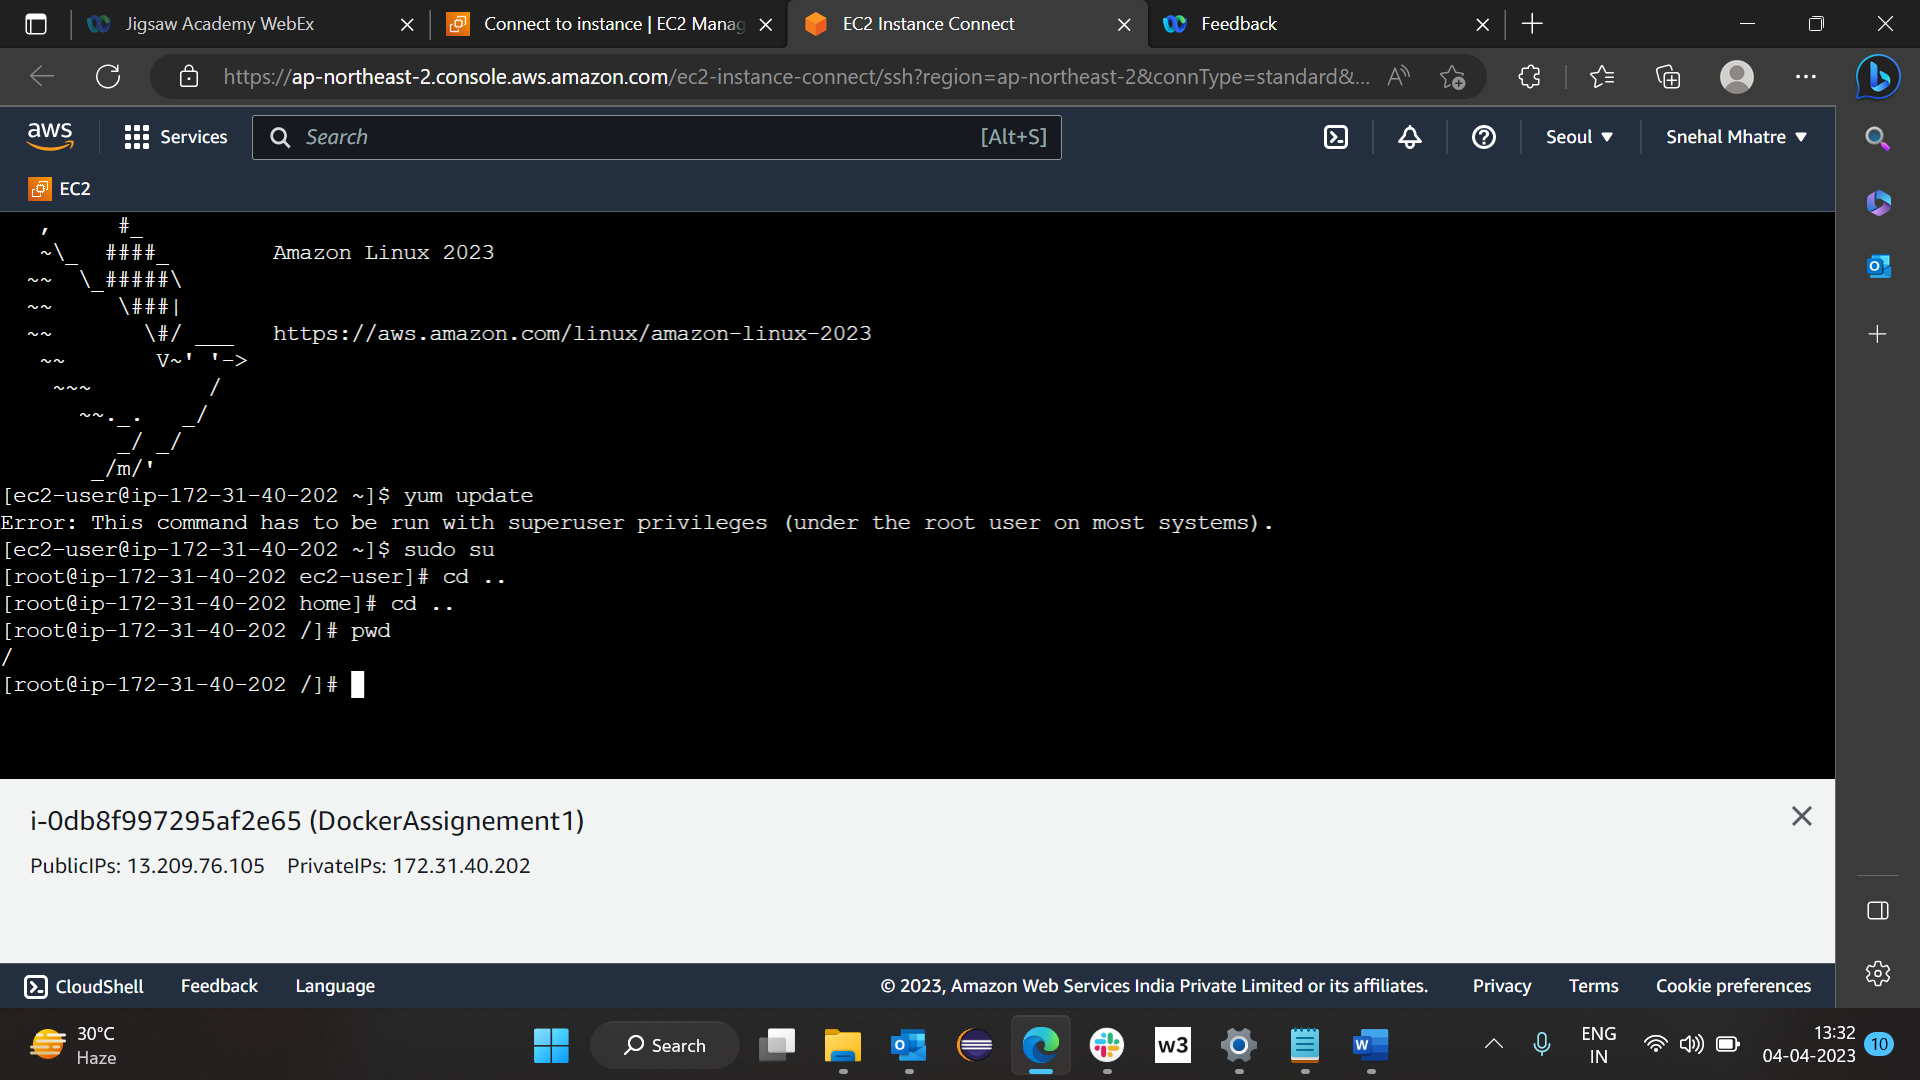 Jigsaw Academy WebEx
Connect to instance | EC2 Manag
EC2 Instance Connect
Feedback
https://ap-northeast-2.console.aws.amazon.com/ec2-instance-connect/ssh?region=ap-northeast-2&connType=standard&...
aws
Services
Search
[Alt+S]
Seoul
Snehal Mhatre
EC2
   ,     #_
   ~\_  ####_        Amazon Linux 2023
  ~~  \_#####\
  ~~     \###|
  ~~       \#/ ___   https://aws.amazon.com/linux/amazon-linux-2023
   ~~       V~' '->
    ~~~         /
      ~~._.   _/
         _/ _/
       _/m/'
[ec2-user@ip-172-31-40-202 ~]$ yum update
Error: This command has to be run with superuser privileges (under the root user on most systems).
[ec2-user@ip-172-31-40-202 ~]$ sudo su
[root@ip-172-31-40-202 ec2-user]# cd ..
[root@ip-172-31-40-202 home]# cd ..
[root@ip-172-31-40-202 /]# pwd
/
[root@ip-172-31-40-202 /]#
i-0db8f997295af2e65 (DockerAssignement1)
PublicIPs: 13.209.76.105 PrivateIPs: 172.31.40.202
CloudShell
Feedback
Language
© 2023, Amazon Web Services India Private Limited or its affiliates.
Privacy
Terms
Cookie preferences
30°C
Haze
Search
w3
ENG
IN
13:32
04-04-2023
10